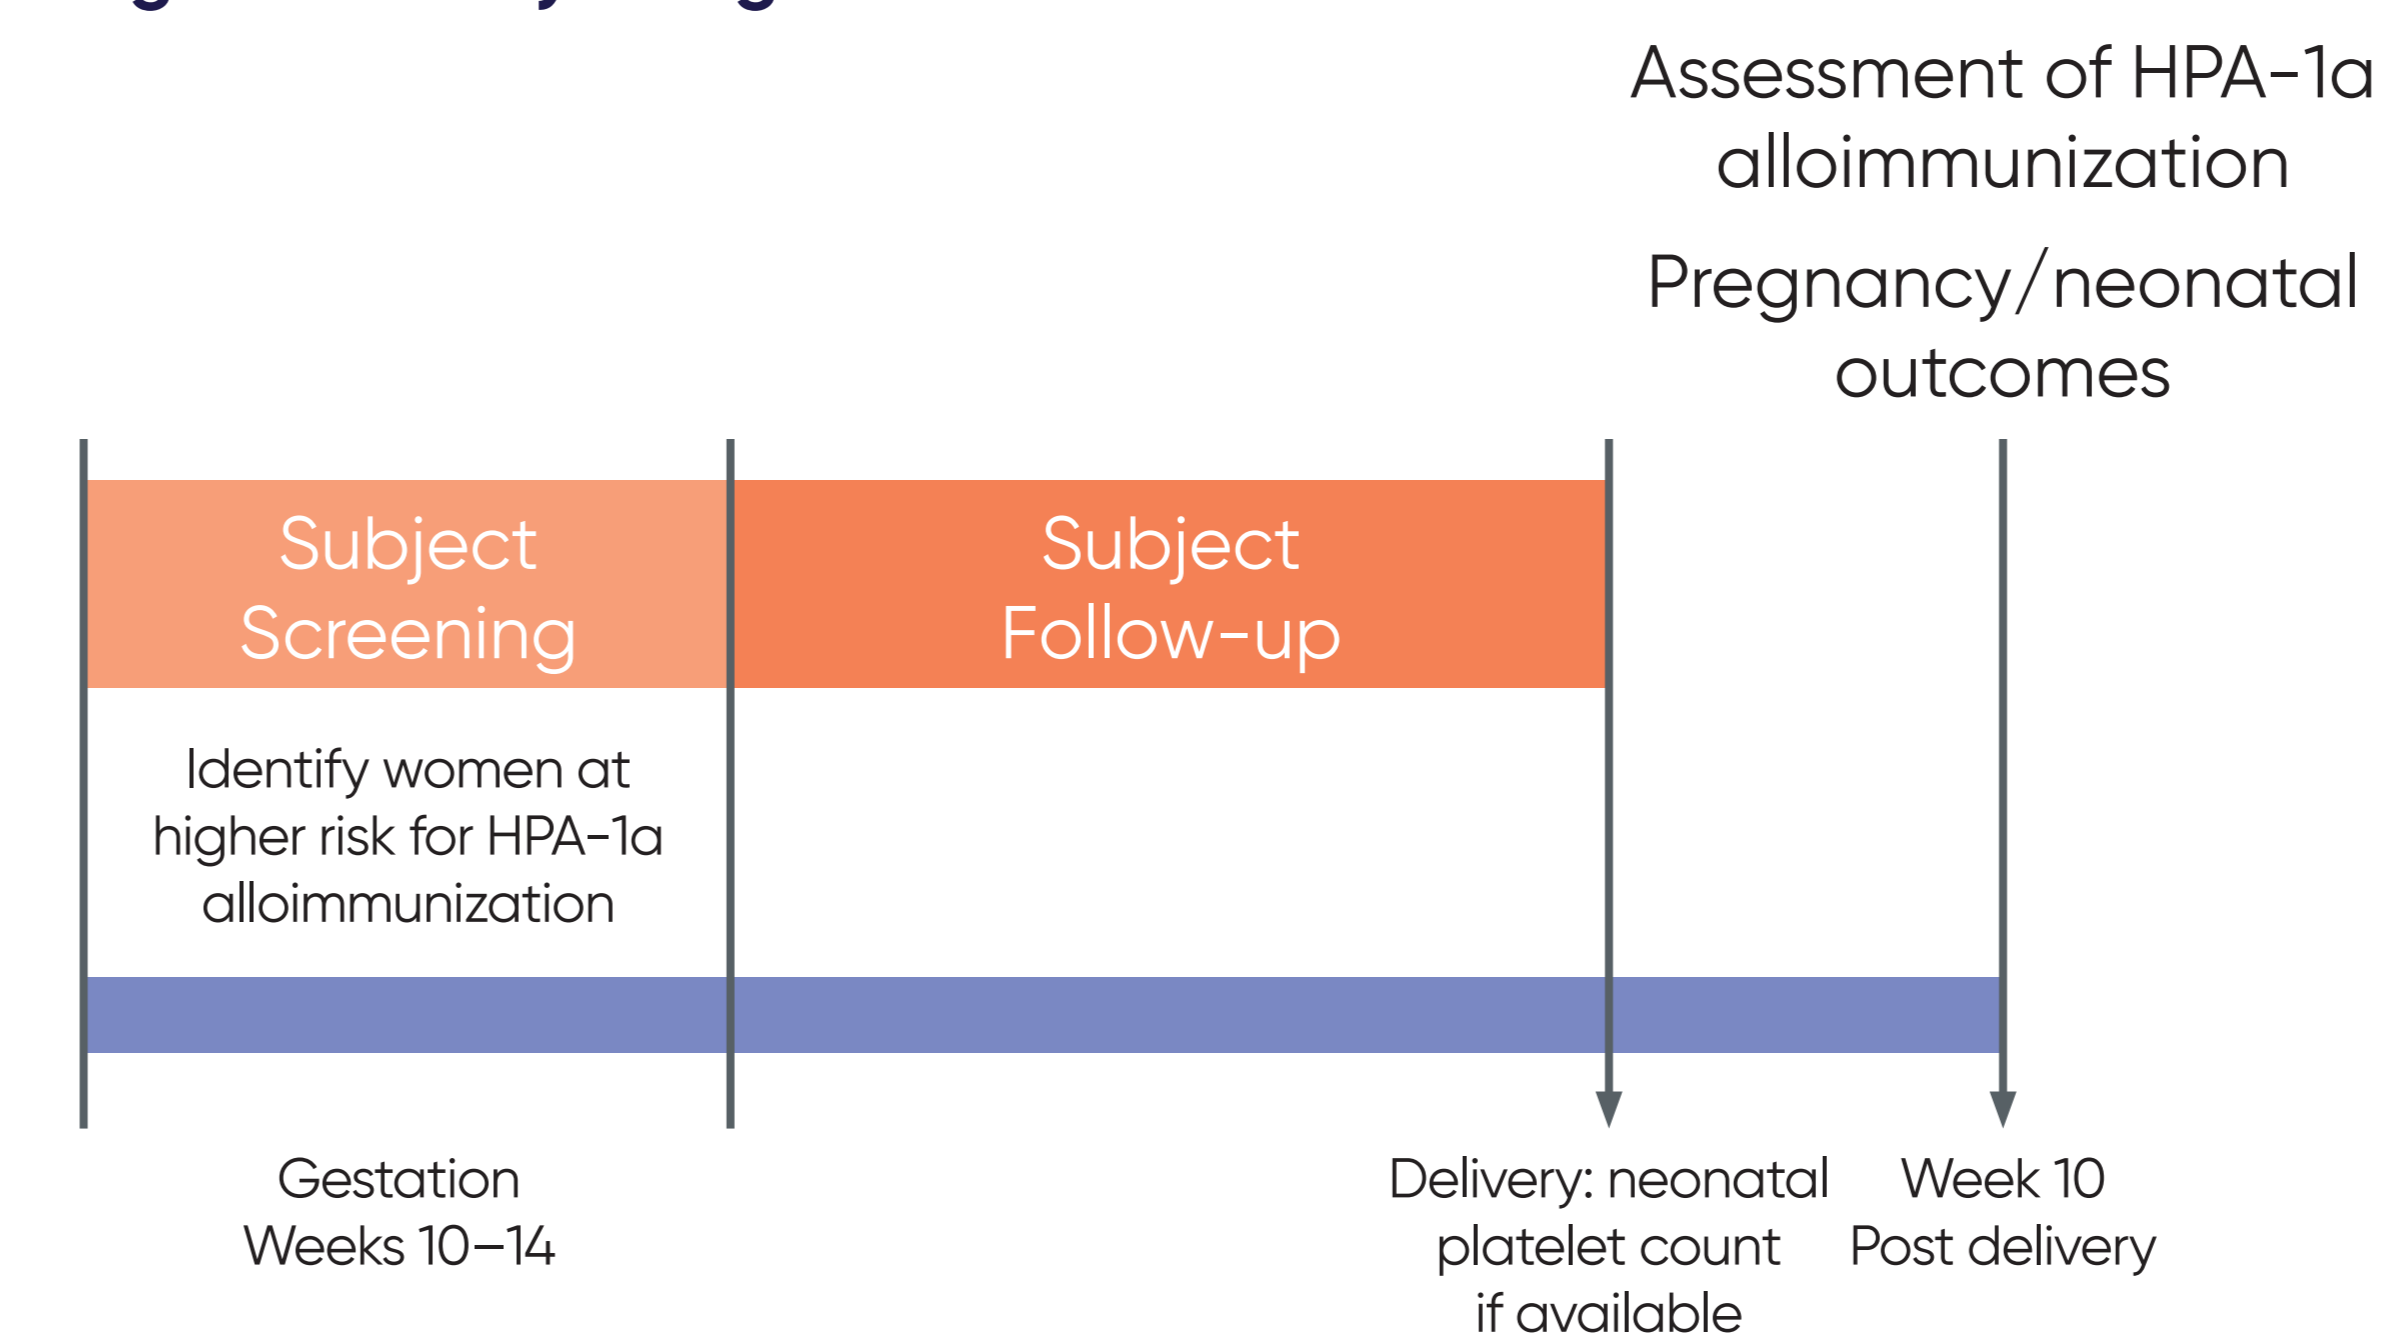 Assessment of HPA-1a
alloimmunization
Pregnancy/neonatal
outcomes
Subject
Screening
Subject
Follow-up
Identify women at
higher risk for HPA-1a
alloimmunization
Gestation
Weeks 10–14
Delivery: neonatal
platelet count
if available
Week 10
Post delivery